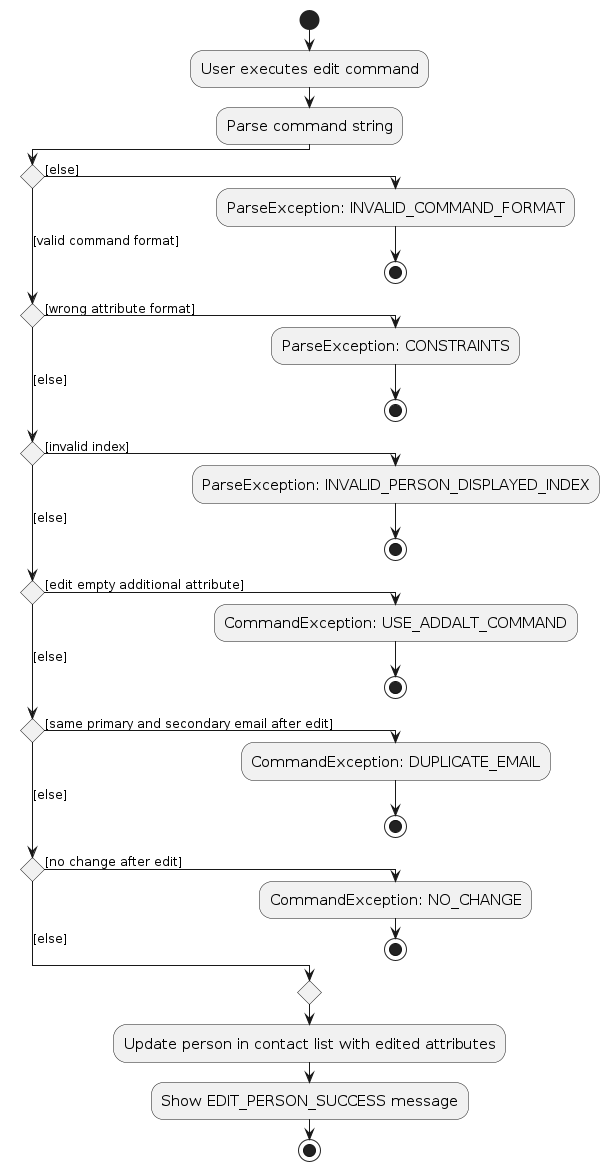 User executes edit command
Parse command string
[else]
ParseException: INVALID_COMMAND_FORMAT
[valid command format]
[wrong attribute format]
ParseException: CONSTRAINTS
[else]
[invalid index]
ParseException: INVALID_PERSON_DISPLAYED_INDEX
[else]
[edit empty additional attribute]
CommandException: USE_ADDALT_COMMAND
[else]
[same primary and secondary email after edit]
CommandException: DUPLICATE_EMAIL
[else]
[no change after edit]
CommandException: NO_CHANGE
[else]
Update person in contact list with edited attributes
Show EDIT_PERSON_SUCCESS message